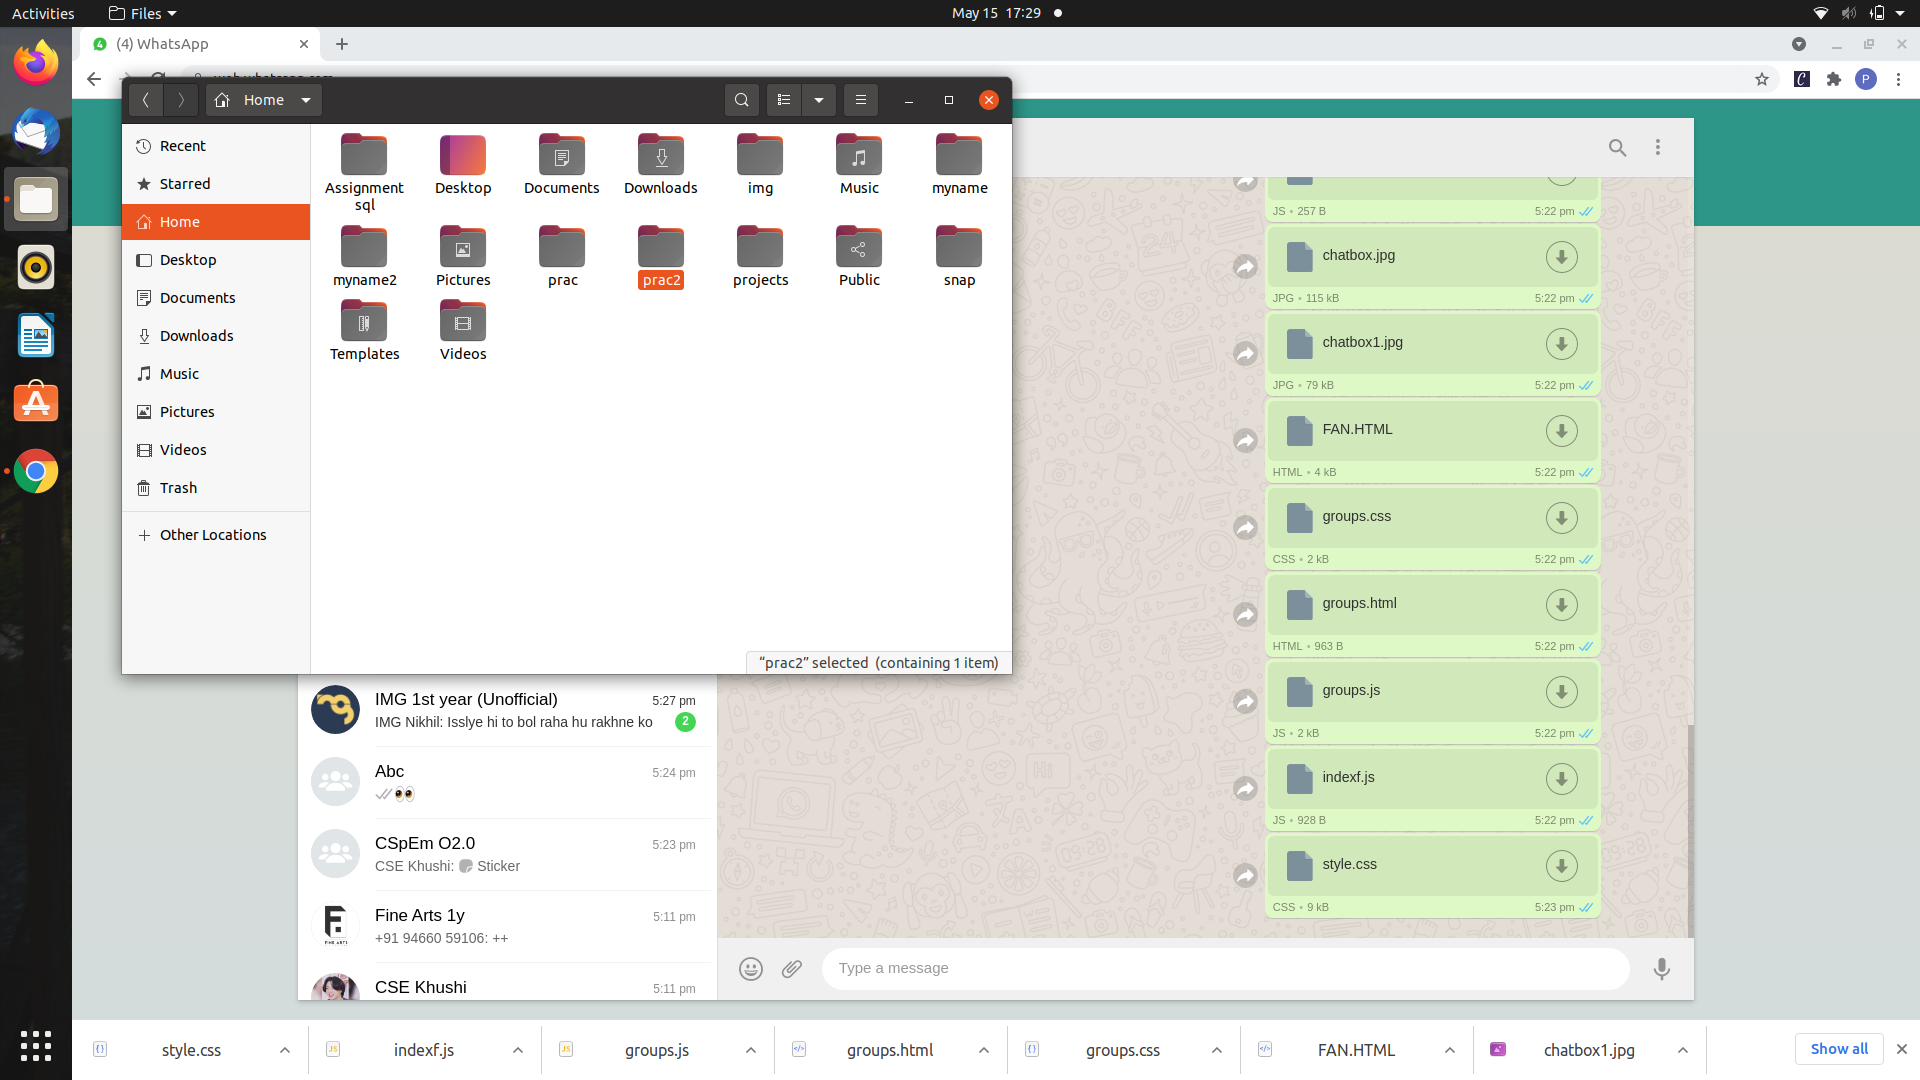 Activities
Files
May 15 17:29
(4) WhatsApp
Home
Recent
Starred
Home
Desktop
Documents
Downloads
Music
Pictures
Videos
Trash
Other Locations
Assignment sql
Desktop
Documents
Downloads
img
Music
myname
myname2
Pictures
prac
prac2
projects
Public
snap
Templates
Videos
“prac2” selected (containing 1 item)
JS • 257 B 5:22 pm
chatbox.jpg
JPG • 115 kB 5:22 pm
chatbox1.jpg
JPG • 79 kB 5:22 pm
FAN.HTML
HTML • 4 kB 5:22 pm
groups.css
CSS • 2 kB 5:22 pm
groups.html
HTML • 963 B 5:22 pm
groups.js
JS • 2 kB 5:22 pm
indexf.js
JS • 928 B 5:22 pm
style.css
CSS • 9 kB 5:23 pm
IMG 1st year (Unofficial) 5:27 pm
IMG Nikhil: Isslye hi to bol raha hu rakhne ko 2
Abc 5:24 pm
👀
CSpEm O2.0 5:23 pm
CSE Khushi: Sticker
Fine Arts 1y 5:11 pm
+91 94660 59106: ++
FINE ARTS
CSE Khushi 5:11 pm
Type a message
P
style.css
indexf.js
groups.js
groups.html
groups.css
FAN.HTML
chatbox1.jpg
Show all